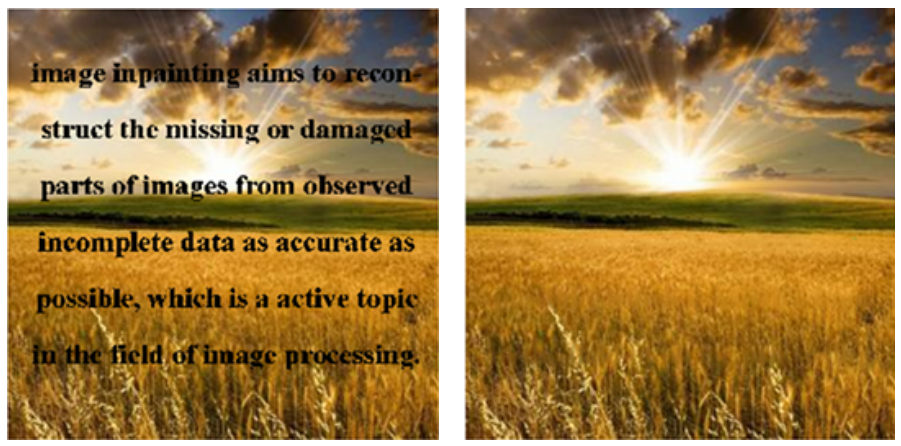 image inpainting aims to recon-
struct the missing or damaged
parts of images from observed
incomplete data as accurate as
possible, which is a active topic
in the field of image processing.